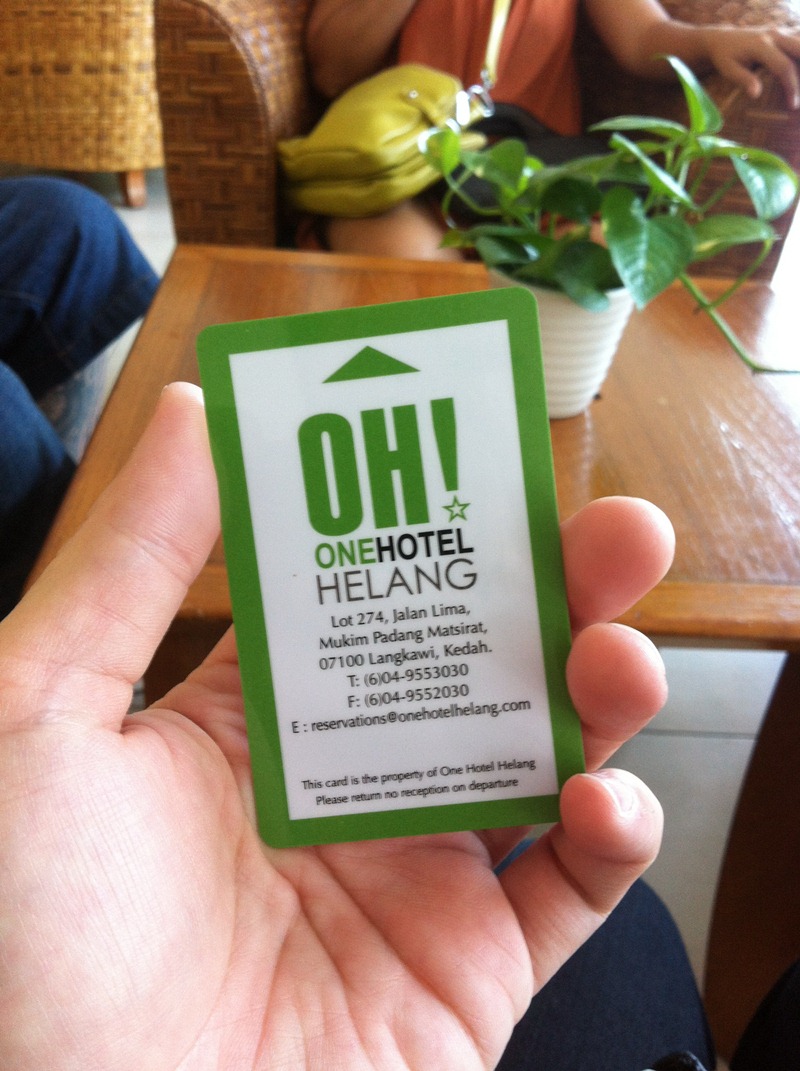 OH!
ONEHOTEL
HELANG
Lot 274, Jalan Lima,
Mukim Padang Matsirat,
07100 Langkawi, Kedah.
T: (6)04-9553030
F: (6)04-9552030
E : reservations@onehotelhelang.com
This card is the property of One Hotel Helang
Please return no reception on departure